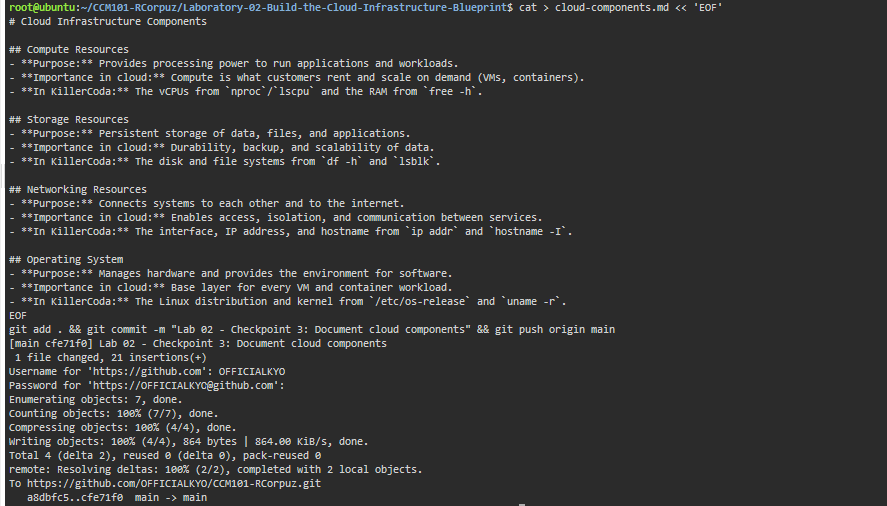 root@ubuntu:~/CCM101-RCorpuz/Laboratory-02-Build-the-Cloud-Infrastructure-Blueprint$ cat > cloud-components.md << 'EOF'
# Cloud Infrastructure Components
## Compute Resources
- **Purpose:** Provides processing power to run applications and workloads.
- **Importance in cloud:** Compute is what customers rent and scale on demand (VMs, containers).
- **In KillerCoda:** The vCPUs from `nproc`/`lscpu` and the RAM from `free -h`.
## Storage Resources
- **Purpose:** Persistent storage of data, files, and applications.
- **Importance in cloud:** Durability, backup, and scalability of data.
- **In KillerCoda:** The disk and file systems from `df -h` and `lsblk`.
## Networking Resources
- **Purpose:** Connects systems to each other and to the internet.
- **Importance in cloud:** Enables access, isolation, and communication between services.
- **In KillerCoda:** The interface, IP address, and hostname from `ip addr` and `hostname -I`.
## Operating System
- **Purpose:** Manages hardware and provides the environment for software.
- **Importance in cloud:** Base layer for every VM and container workload.
- **In KillerCoda:** The Linux distribution and kernel from `/etc/os-release` and `uname -r`.
EOF
git add . && git commit -m "Lab 02 - Checkpoint 3: Document cloud components" && git push origin main
[main cfe71f0] Lab 02 - Checkpoint 3: Document cloud components
 1 file changed, 21 insertions(+)
Username for 'https://github.com': OFFICIALKYO
Password for 'https://OFFICIALKYO@github.com':
Enumerating objects: 7, done.
Counting objects: 100% (7/7), done.
Compressing objects: 100% (4/4), done.
Writing objects: 100% (4/4), 864 bytes | 864.00 KiB/s, done.
Total 4 (delta 2), reused 0 (delta 0), pack-reused 0
remote: Resolving deltas: 100% (2/2), completed with 2 local objects.
To https://github.com/OFFICIALKYO/CCM101-RCorpuz.git
   a8dbfc5..cfe71f0  main -> main